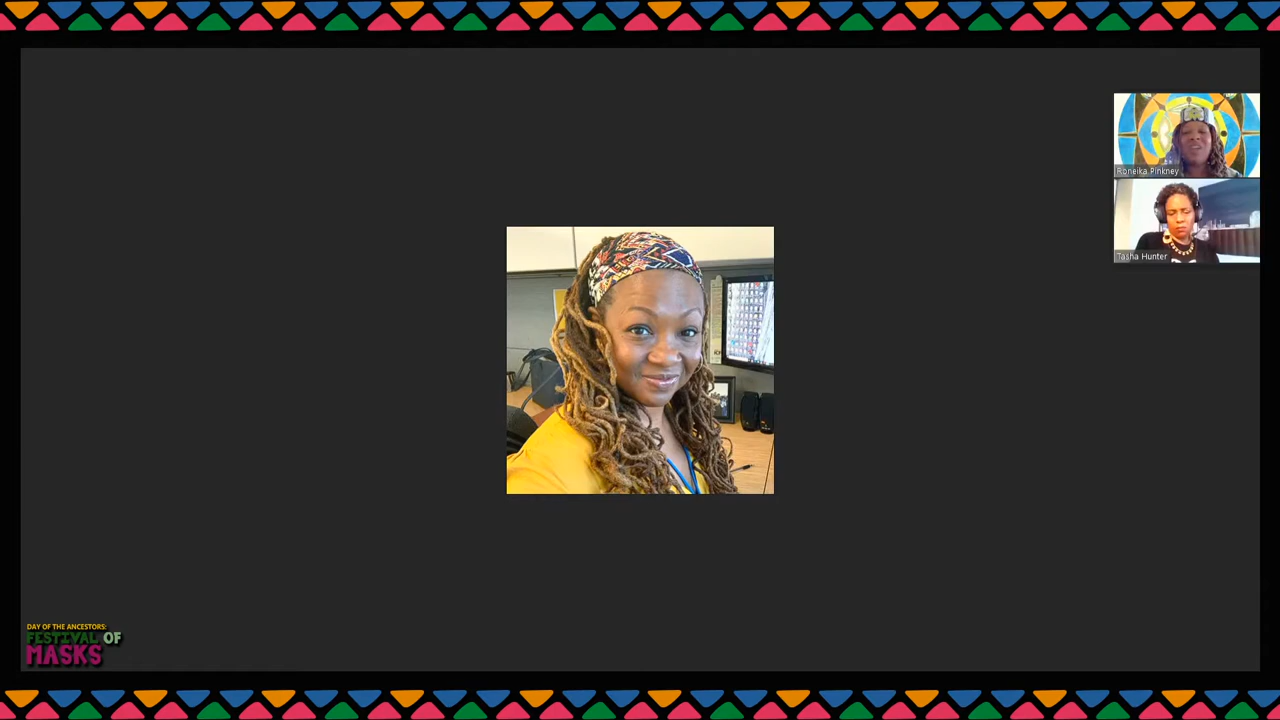 Roneika Pinkney
Tasha Hunter
DAY OF THE ANCESTORS:
FESTIVAL OF
MASKS